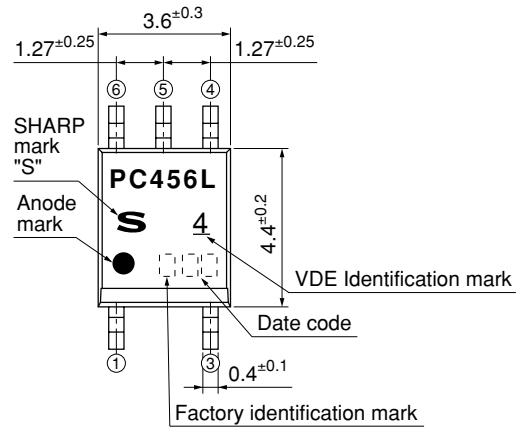 3.6±0.3
1.27±0.25 1.27±0.25
⑥ ⑤ ④
SHARP
mark
"S"
PC456L
S
Anode
mark
4
4.4±0.2
VDE Identification mark
Date code
① ③
0.4±0.1
Factory identification mark